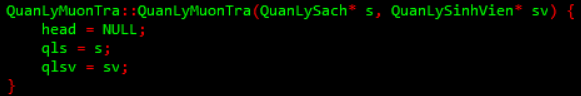 QuanLyMuonTra::QuanLyMuonTra(QuanLySach* s, QuanLySinhVien* sv) {
    head = NULL;
    qls = s;
    qlsv = sv;
}